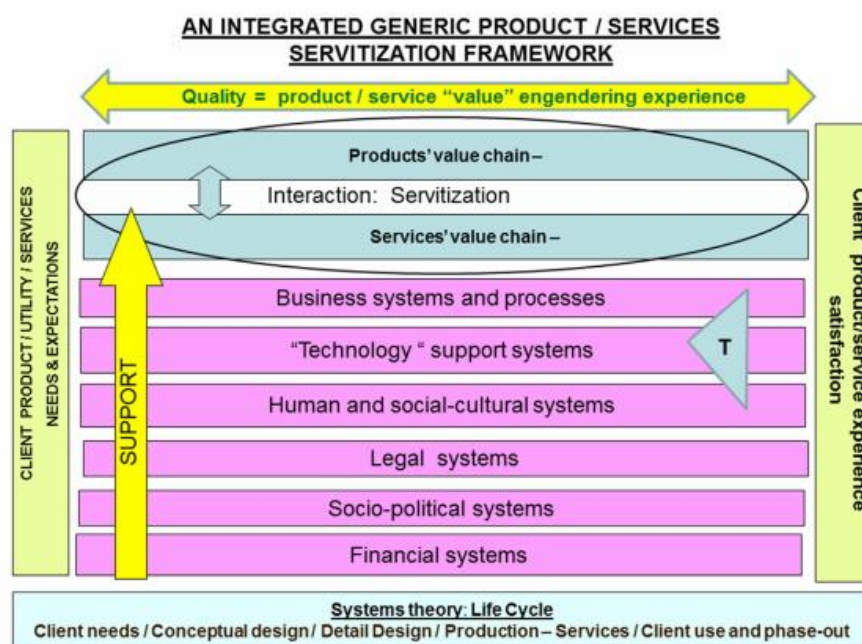 AN INTEGRATED GENERIC PRODUCT / SERVICES
SERVITIZATION FRAMEWORK
Quality = product / service “value” engendering experience
CLIENT PRODUCT / UTILITY / SERVICES
NEEDS & EXPECTATIONS
Products’ value chain –
Interaction: Servitization
Services’ value chain –
SUPPORT
Business systems and processes
“Technology “ support systems
T
Human and social-cultural systems
Legal systems
Socio-political systems
Financial systems
Client product/service experience
satisfaction
Systems theory: Life Cycle
Client needs / Conceptual design / Detail Design / Production – Services / Client use and phase-out